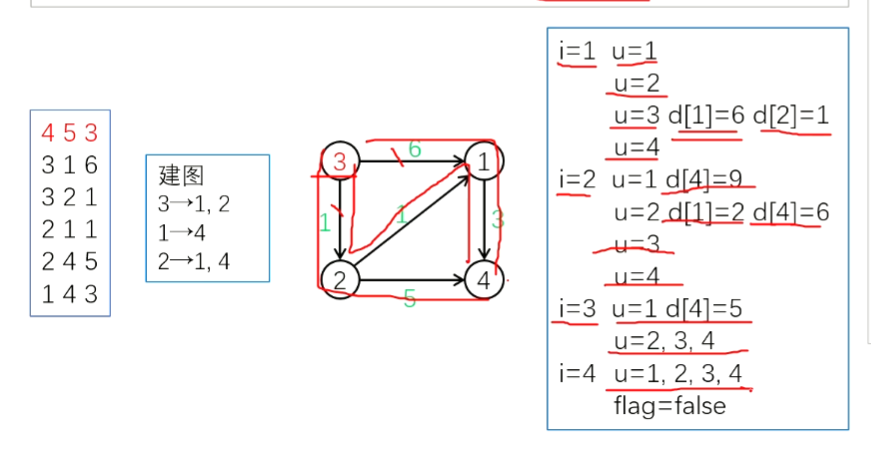 4 5 3
3 1 6
3 2 1
2 1 1
2 4 5
1 4 3
建图
3→1, 2
1→4
2→1, 4
3
6
1
1
1
3
2
5
4
i=1 u=1
u=2
u=3 d[1]=6 d[2]=1
u=4
i=2 u=1 d[4]=9
u=2 d[1]=2 d[4]=6
u=3
u=4
i=3 u=1 d[4]=5
u=2, 3, 4
i=4 u=1, 2, 3, 4
flag=false